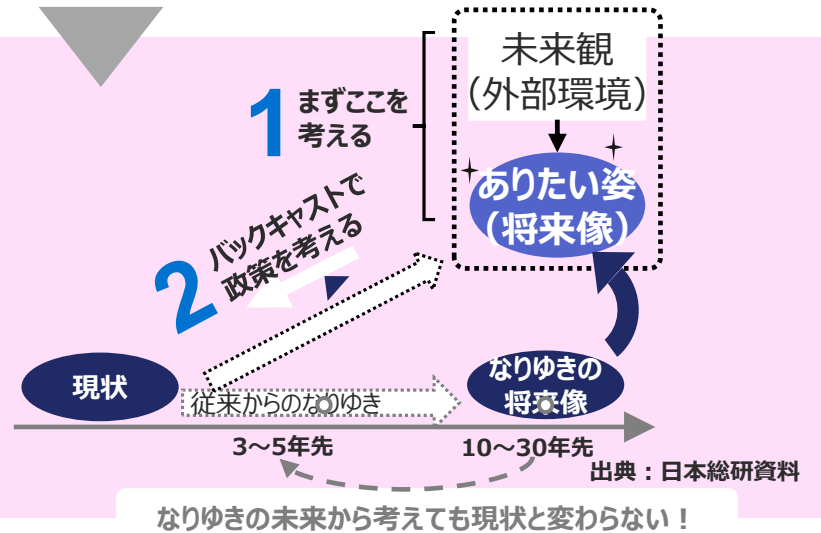 未来観
（外部環境）
1
まずここを
考える
ありたい姿
（将来像）
2
バックキャストで
政策を考える
現状
従来からのなりゆき
なりゆきの
将来像
3～5年先
10～30年先
出典：日本総研資料
なりゆきの未来から考えても現状と変わらない！